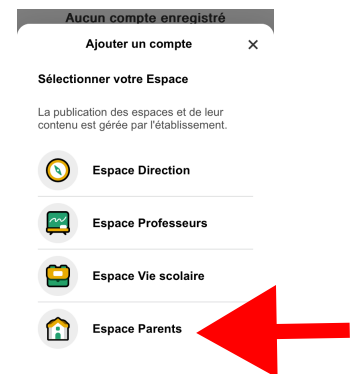 Aucun compte enregistré
Ajouter un compte
Sélectionner votre Espace
La publication des espaces et de leur
contenu est gérée par l'établissement.
Espace Direction
Espace Professeurs
Espace Vie scolaire
Espace Parents